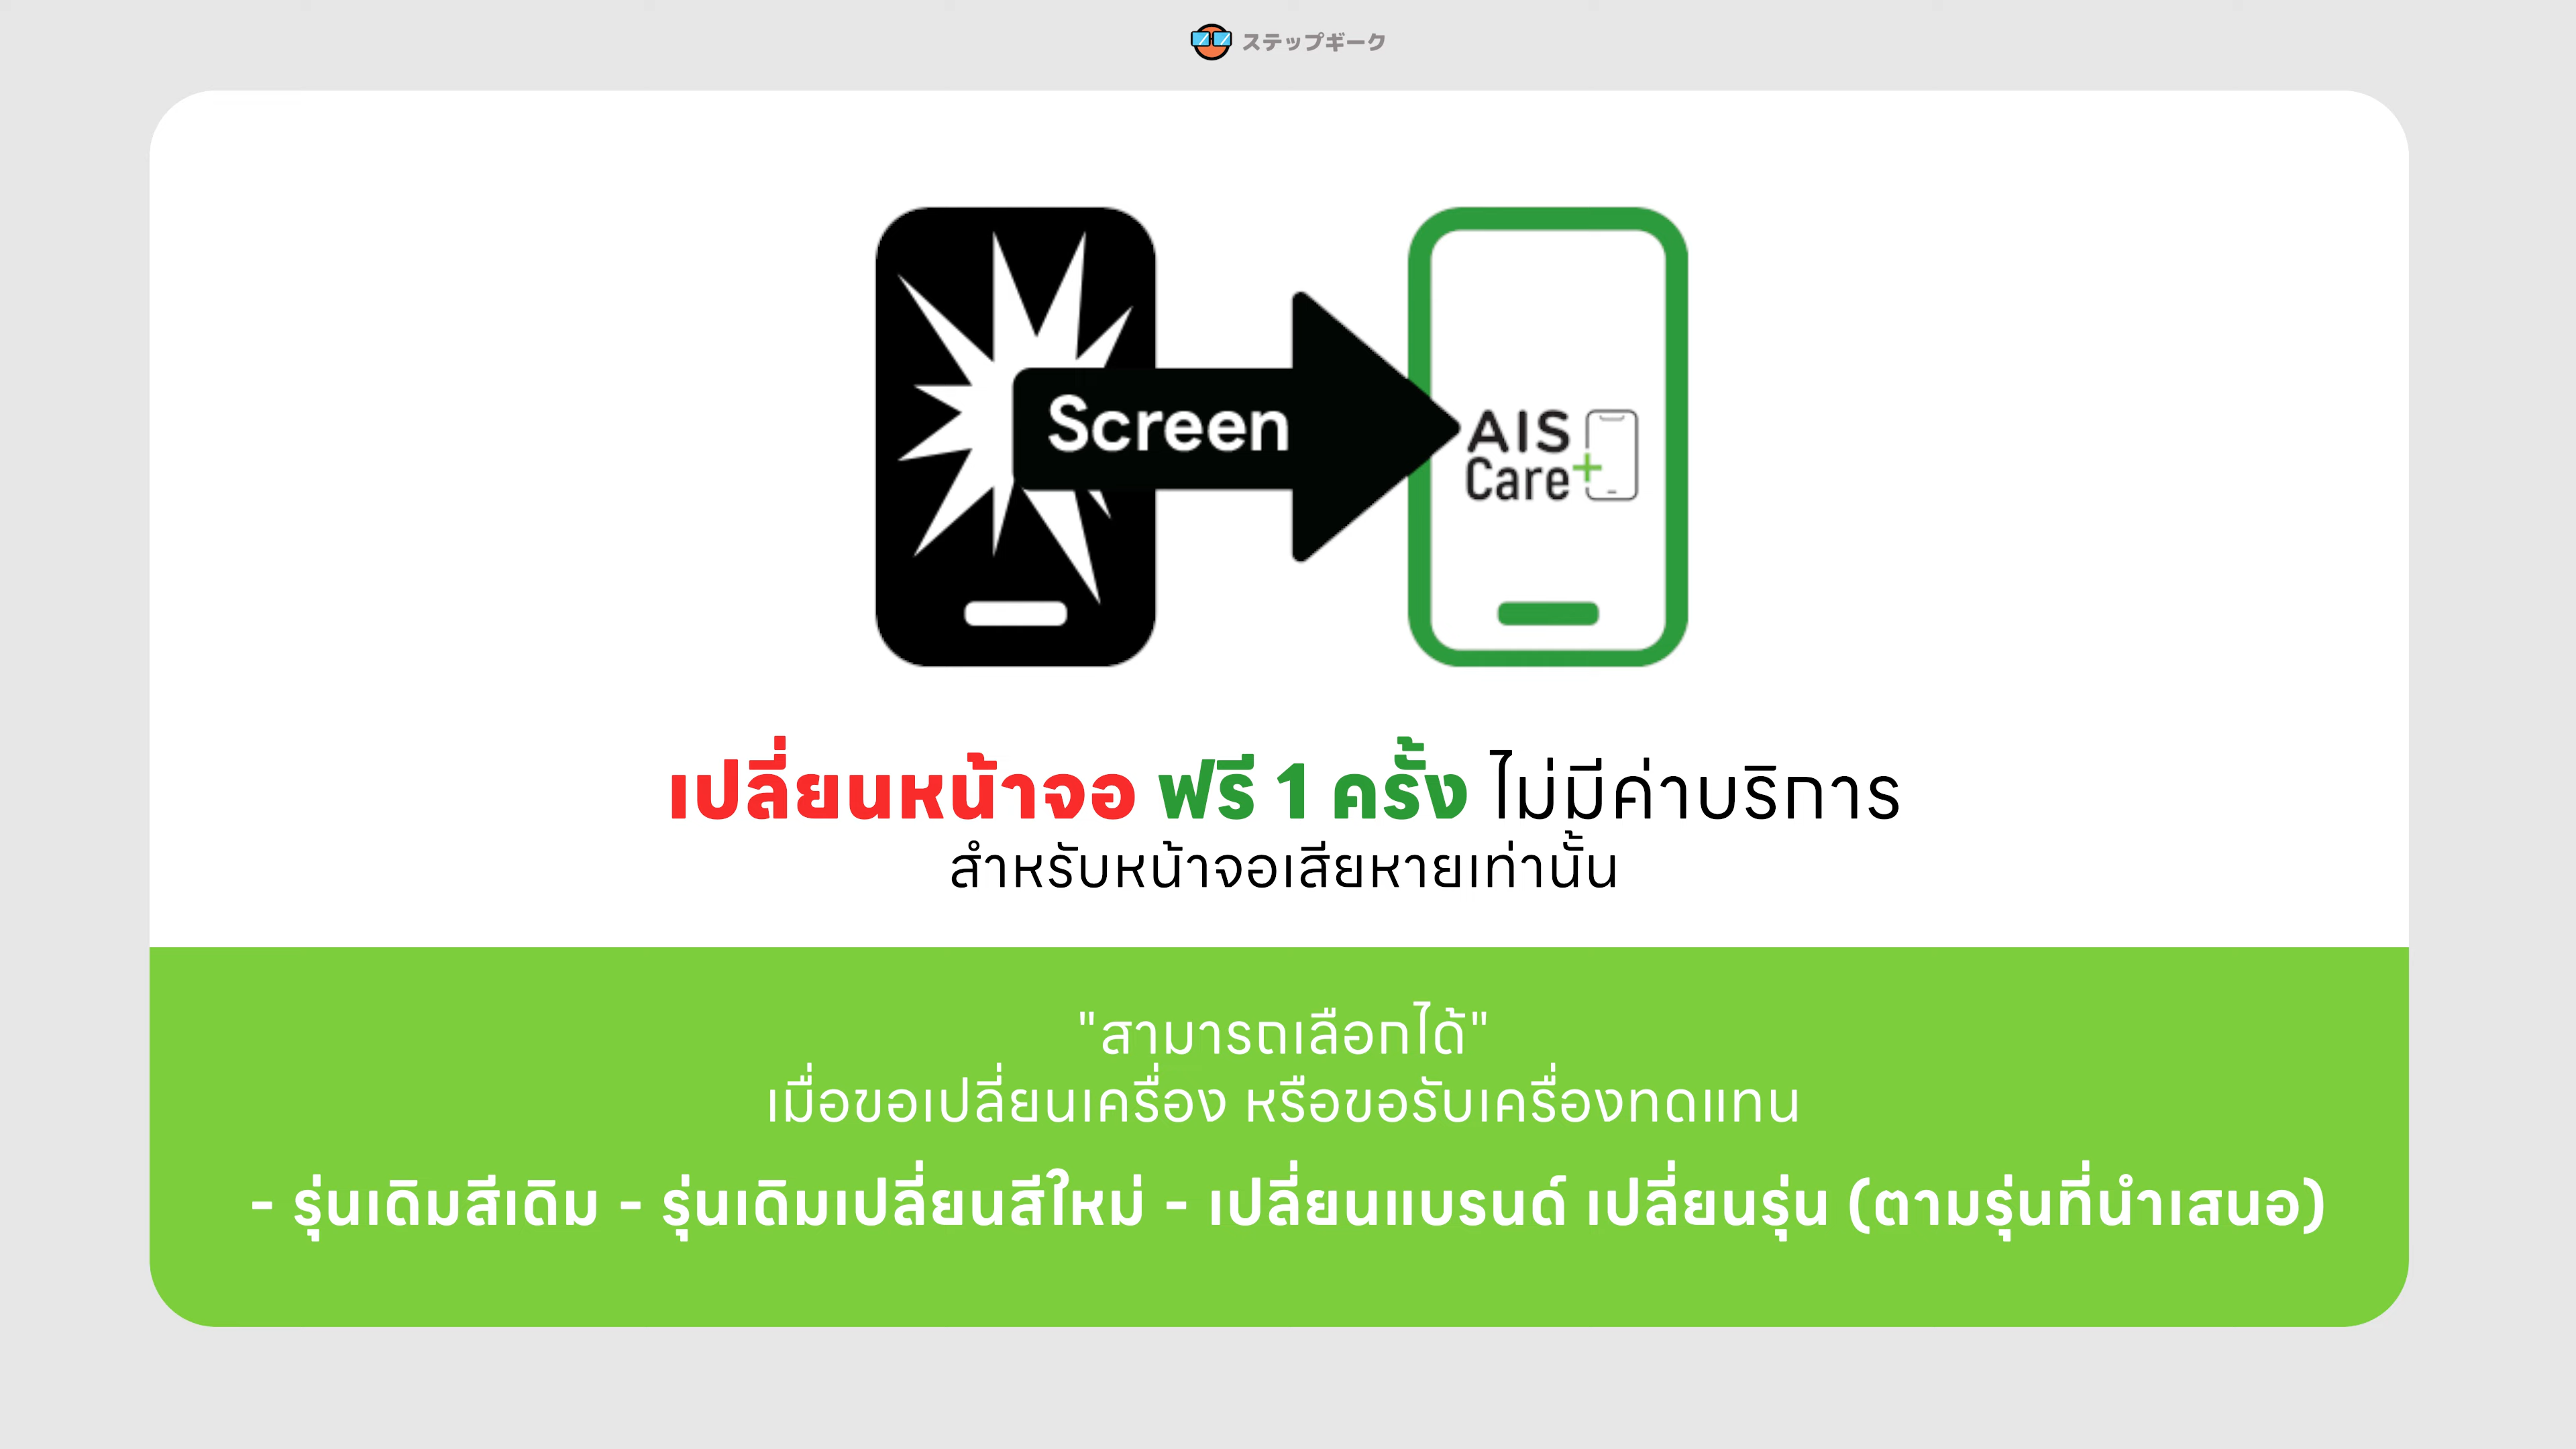 ステップギーク
Screen
AIS
Care+
เปลี่ยนหน้าจอ ฟรี 1 ครั้ง ไม่มีค่าบริการ
สำหรับหน้าจอเสียหายเท่านั้น
"สามารถเลือกได้"
เมื่อขอเปลี่ยนเครื่อง หรือขอรับเครื่องทดแทน
- รุ่นเดิมสีเดิม - รุ่นเดิมเปลี่ยนสีใหม่ - เปลี่ยนแบรนด์ เปลี่ยนรุ่น (ตามรุ่นที่นำเสนอ)